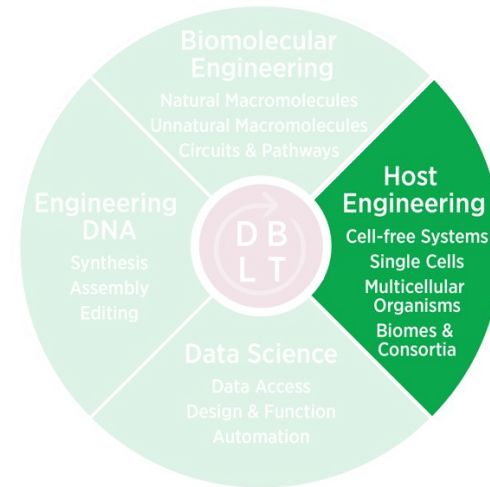 Biomolecular
Engineering
Natural Macromolecules
Unnatural Macromolecules
Circuits & Pathways
Engineering
DNA
Synthesis
Assembly
Editing
D B
L T
Host
Engineering
Cell-free Systems
Single Cells
Multicellular
Organisms
Biomes &
Consortia
Data Science
Data Access
Design & Function
Automation